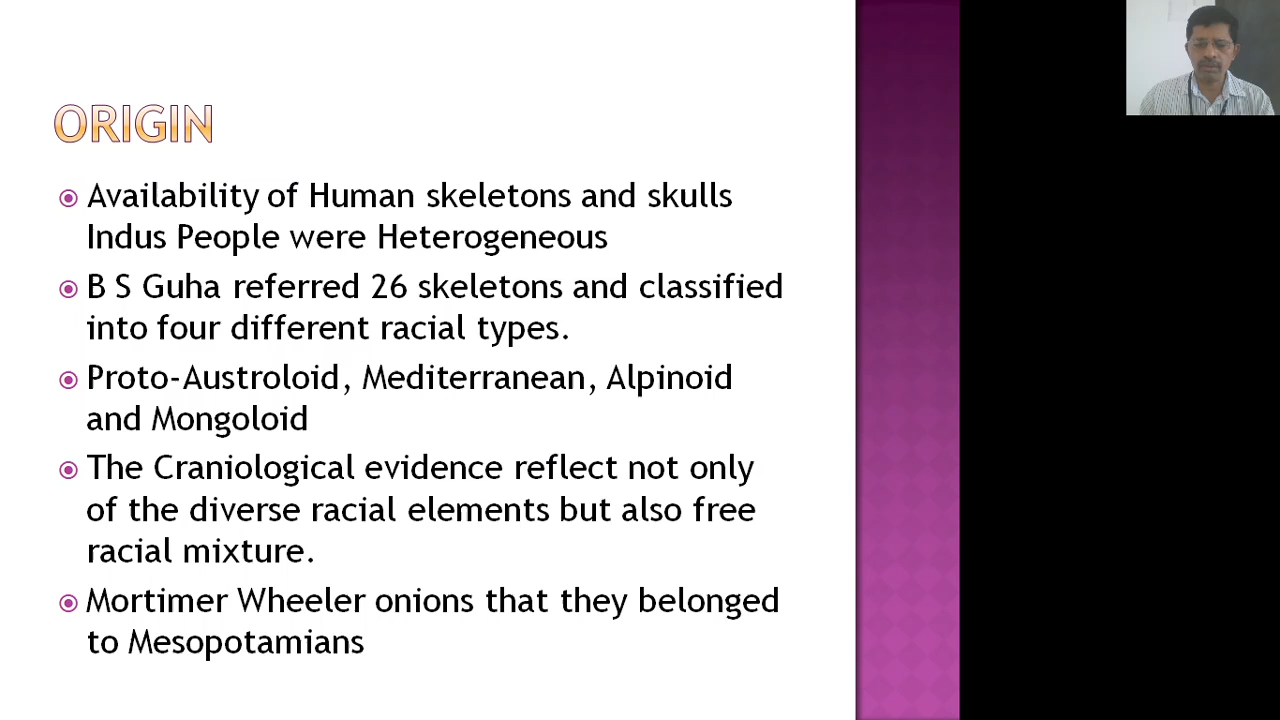 ORIGIN
Availability of Human skeletons and skulls
Indus People were Heterogeneous
B S Guha referred 26 skeletons and classified
into four different racial types.
Proto-Austroloid, Mediterranean, Alpinoid
and Mongoloid
The Craniological evidence reflect not only
of the diverse racial elements but also free
racial mixture.
Mortimer Wheeler onions that they belonged
to Mesopotamians